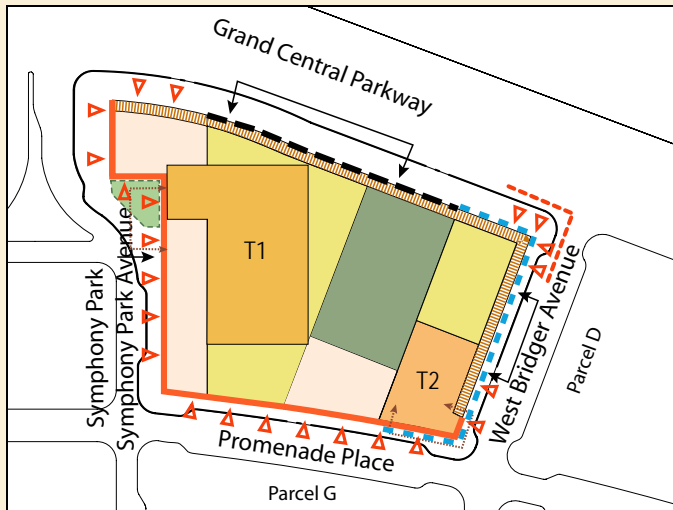 Grand Central Parkway
T1
Symphony Park
Symphony Park Avenue
West Bridger Avenue
Parcel D
T2
Promenade Place
Parcel G